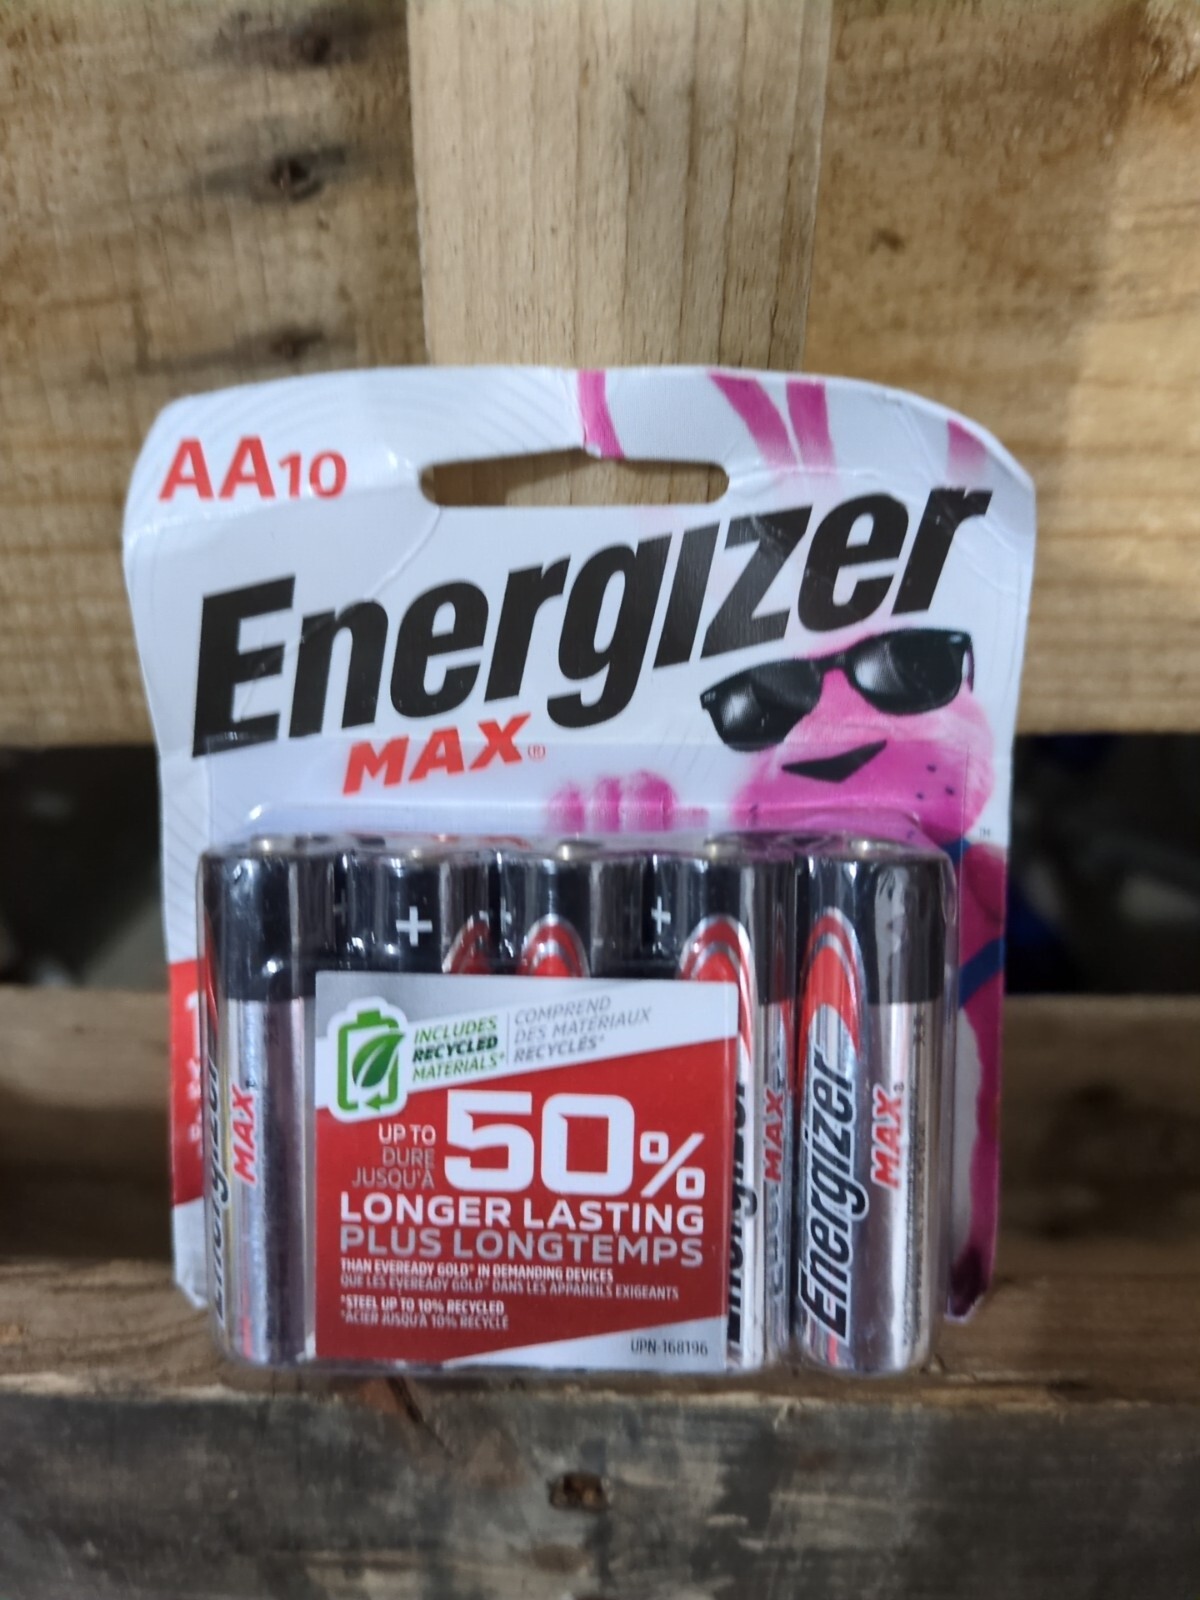 AA10
Energizer
MAX®
™
+
+
INCLUDES
RECYCLED
MATERIALS*
COMPREND
DES MATÉRIAUX
RECYCLÉS*
UP TO
DURE
JUSQU'À
50%
LONGER LASTING
PLUS LONGTEMPS
THAN EVEREADY GOLD® IN DEMANDING DEVICES
QUE LES EVEREADY GOLD® DANS LES APPAREILS EXIGEANTS
*STEEL UP TO 10% RECYCLED
*ACIER JUSQU'À 10% RECYCLÉ
UPN-168196
MAX
MAX
Energizer
MAX®